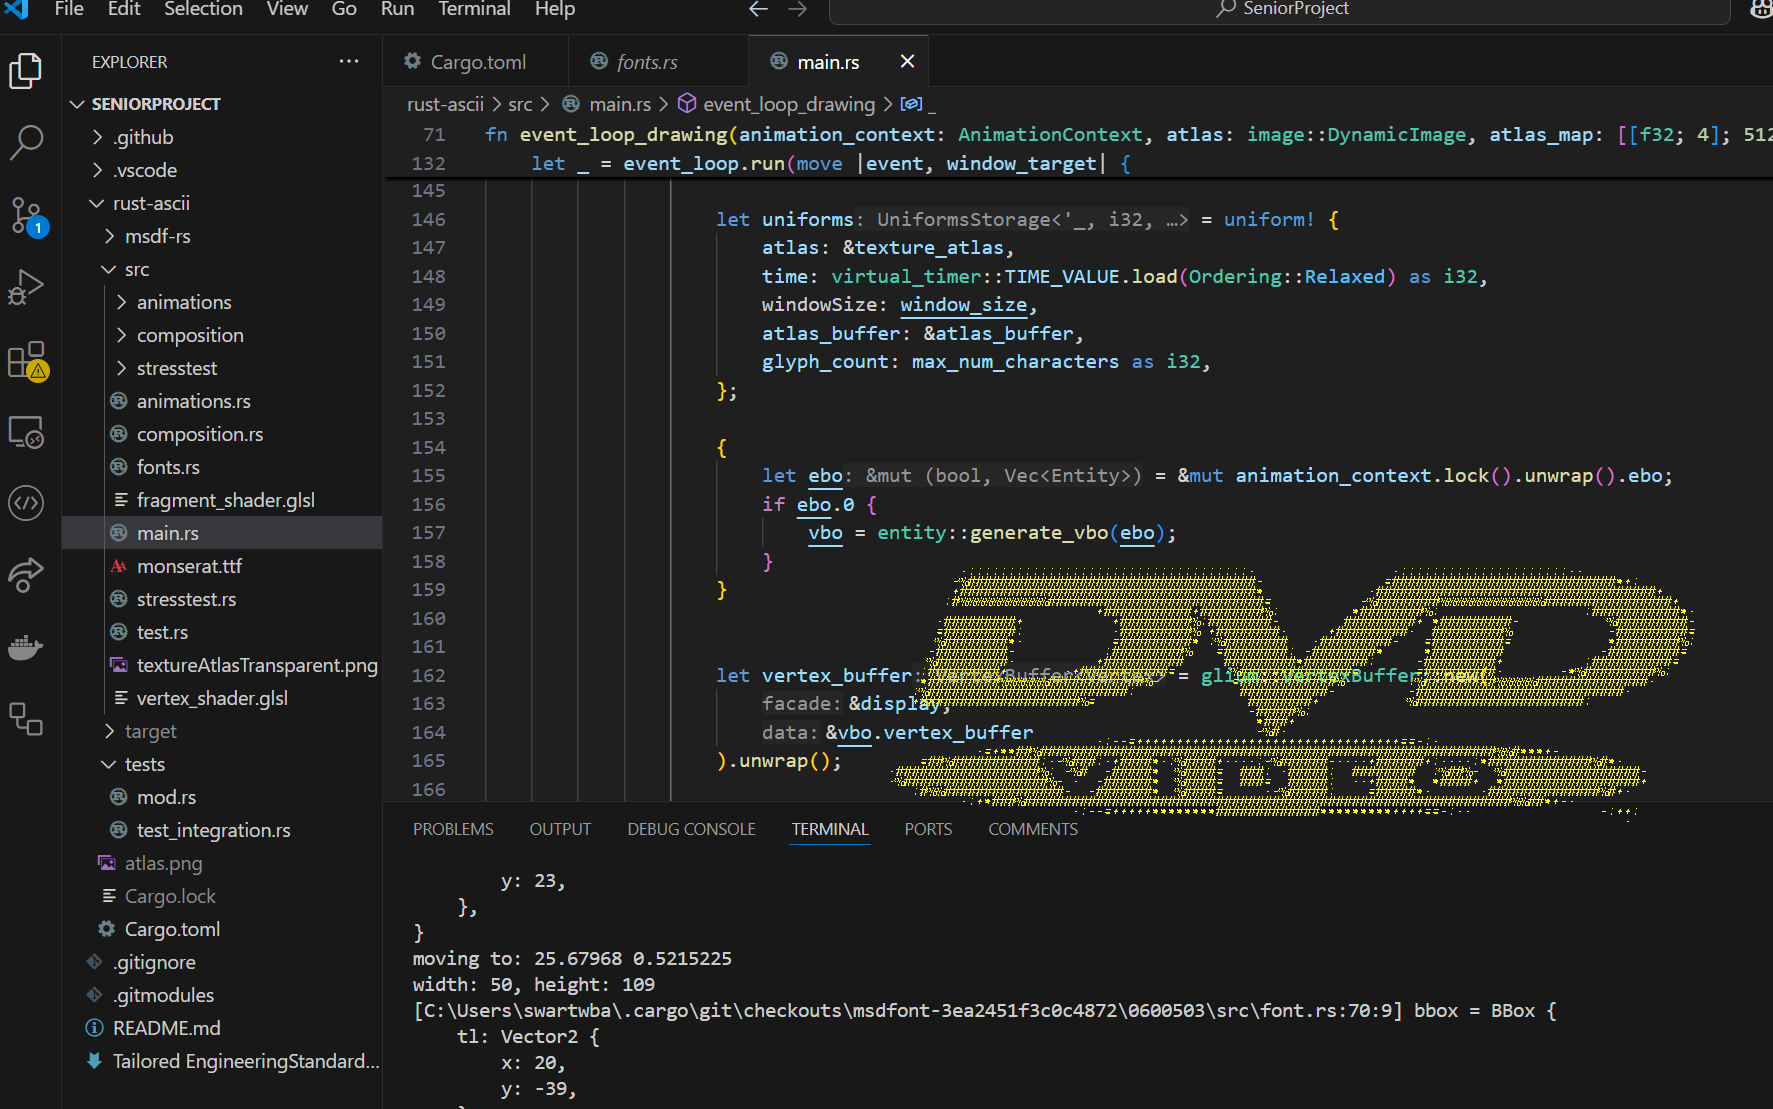 File Edit Selection View Go Run Terminal Help
SeniorProject
EXPLORER
SENIORPROJECT
.github
.vscode
rust-ascii
msdf-rs
src
animations
composition
stresstest
animations.rs
composition.rs
fonts.rs
fragment_shader.glsl
main.rs
monserat.ttf
stresstest.rs
test.rs
textureAtlasTransparent.png
vertex_shader.glsl
target
tests
mod.rs
test_integration.rs
atlas.png
Cargo.lock
Cargo.toml
.gitignore
.gitmodules
README.md
Tailored EngineeringStandard...
1
Cargo.toml
fonts.rs
main.rs
rust-ascii > src > main.rs > event_loop_drawing > _
71 fn event_loop_drawing(animation_context: AnimationContext, atlas: image::DynamicImage, atlas_map: [[f32; 4]; 512
132 let _ = event_loop.run(move |event, window_target| {
145
146 let uniforms: UniformsStorage<'_, i32, …> = uniform! {
147 atlas: &texture_atlas,
148 time: virtual_timer::TIME_VALUE.load(Ordering::Relaxed) as i32,
149 windowSize: window_size,
150 atlas_buffer: &atlas_buffer,
151 glyph_count: max_num_characters as i32,
152 };
153
154 {
155 let ebo: &mut (bool, Vec<Entity>) = &mut animation_context.lock().unwrap().ebo;
156 if ebo.0 {
157 vbo = entity::generate_vbo(ebo);
158 }
159 }
160
161
162 let vertex_buffer: VertexBuffer<Vertex> = glium::VertexBuffer::new(
163 facade: &display,
164 data: &vbo.vertex_buffer
165 ).unwrap();
166
DVD
VIDEO
PROBLEMS OUTPUT DEBUG CONSOLE TERMINAL PORTS COMMENTS
y: 23,
},
}
moving to: 25.67968 0.5215225
width: 50, height: 109
[C:\Users\swartwba\.cargo\git\checkouts\msdfont-3ea2451f3c0c4872\0600503\src\font.rs:70:9] bbox = BBox {
tl: Vector2 {
x: 20,
y: -39,